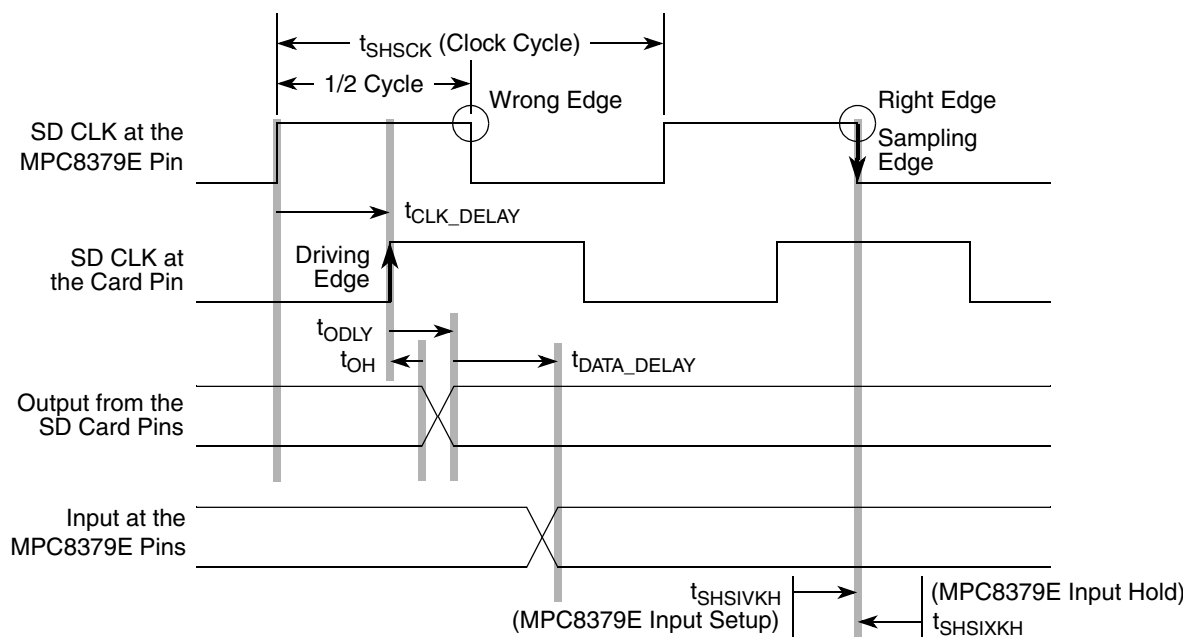 tSHSCK (Clock Cycle)
1/2 Cycle
Wrong Edge
Right Edge
SD CLK at the
MPC8379E Pin
Sampling
Edge
tCLK_DELAY
SD CLK at
the Card Pin
Driving
Edge
tODLY
tOH
tDATA_DELAY
Output from the
SD Card Pins
Input at the
MPC8379E Pins
tSHSIVKH
(MPC8379E Input Setup)
(MPC8379E Input Hold)
tSHSIXKH